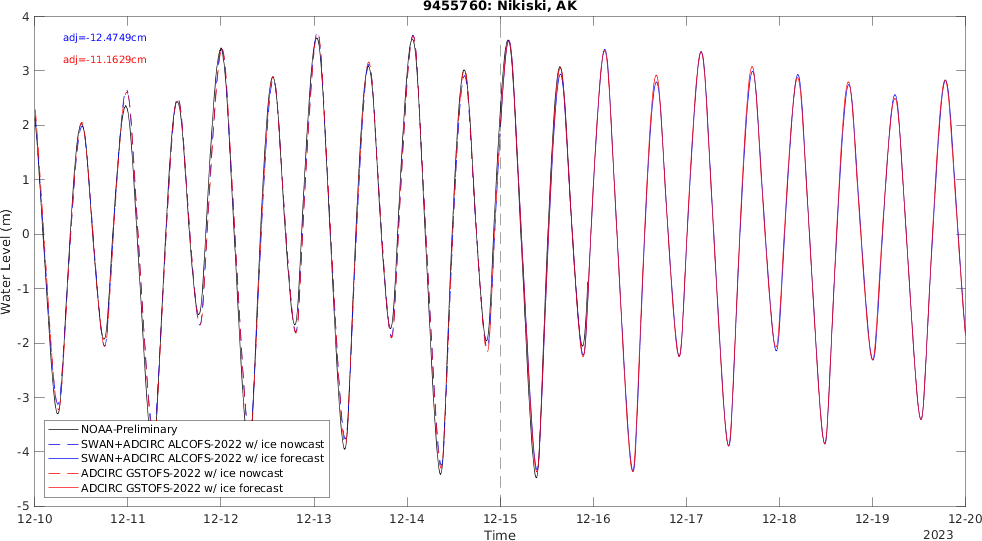 9455760: Nikiski, AK
adj=-12.4749cm
adj=-11.1629cm
Water Level (m)
4
3
2
1
0
-1
-2
-3
-4
-5
NOAA-Preliminary
SWAN+ADCIRC ALCOFS-2022 w/ ice nowcast
SWAN+ADCIRC ALCOFS-2022 w/ ice forecast
ADCIRC GSTOFS-2022 w/ ice nowcast
ADCIRC GSTOFS-2022 w/ ice forecast
12-10 12-11 12-12 12-13 12-14 12-15 12-16 12-17 12-18 12-19 12-20
Time
2023